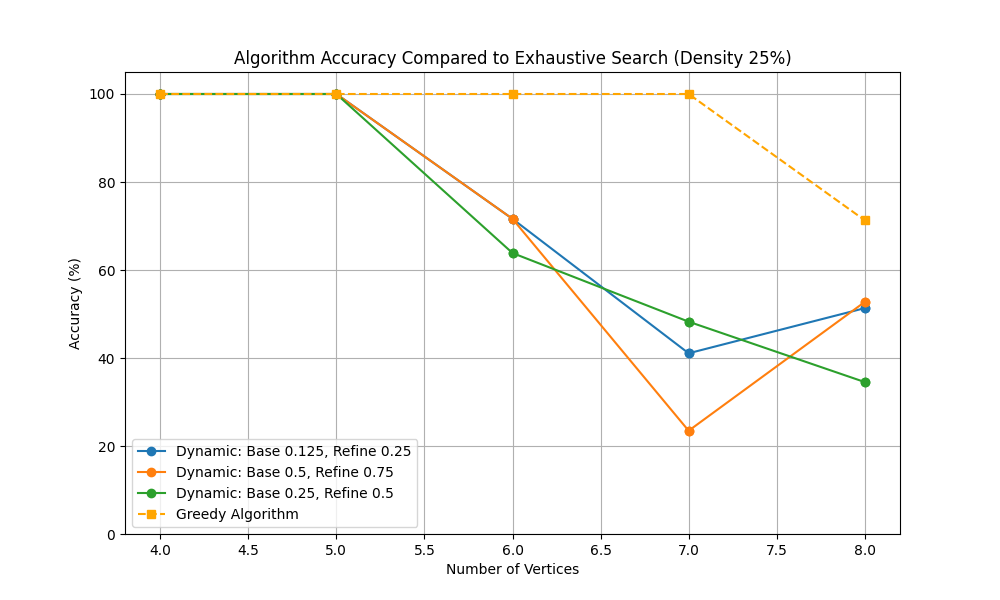 Algorithm Accuracy Compared to Exhaustive Search (Density 25%)
100
80
60
40
20
0
Accuracy (%)
Dynamic: Base 0.125, Refine 0.25
Dynamic: Base 0.5, Refine 0.75
Dynamic: Base 0.25, Refine 0.5
Greedy Algorithm
4.0 4.5 5.0 5.5 6.0 6.5 7.0 7.5 8.0
Number of Vertices